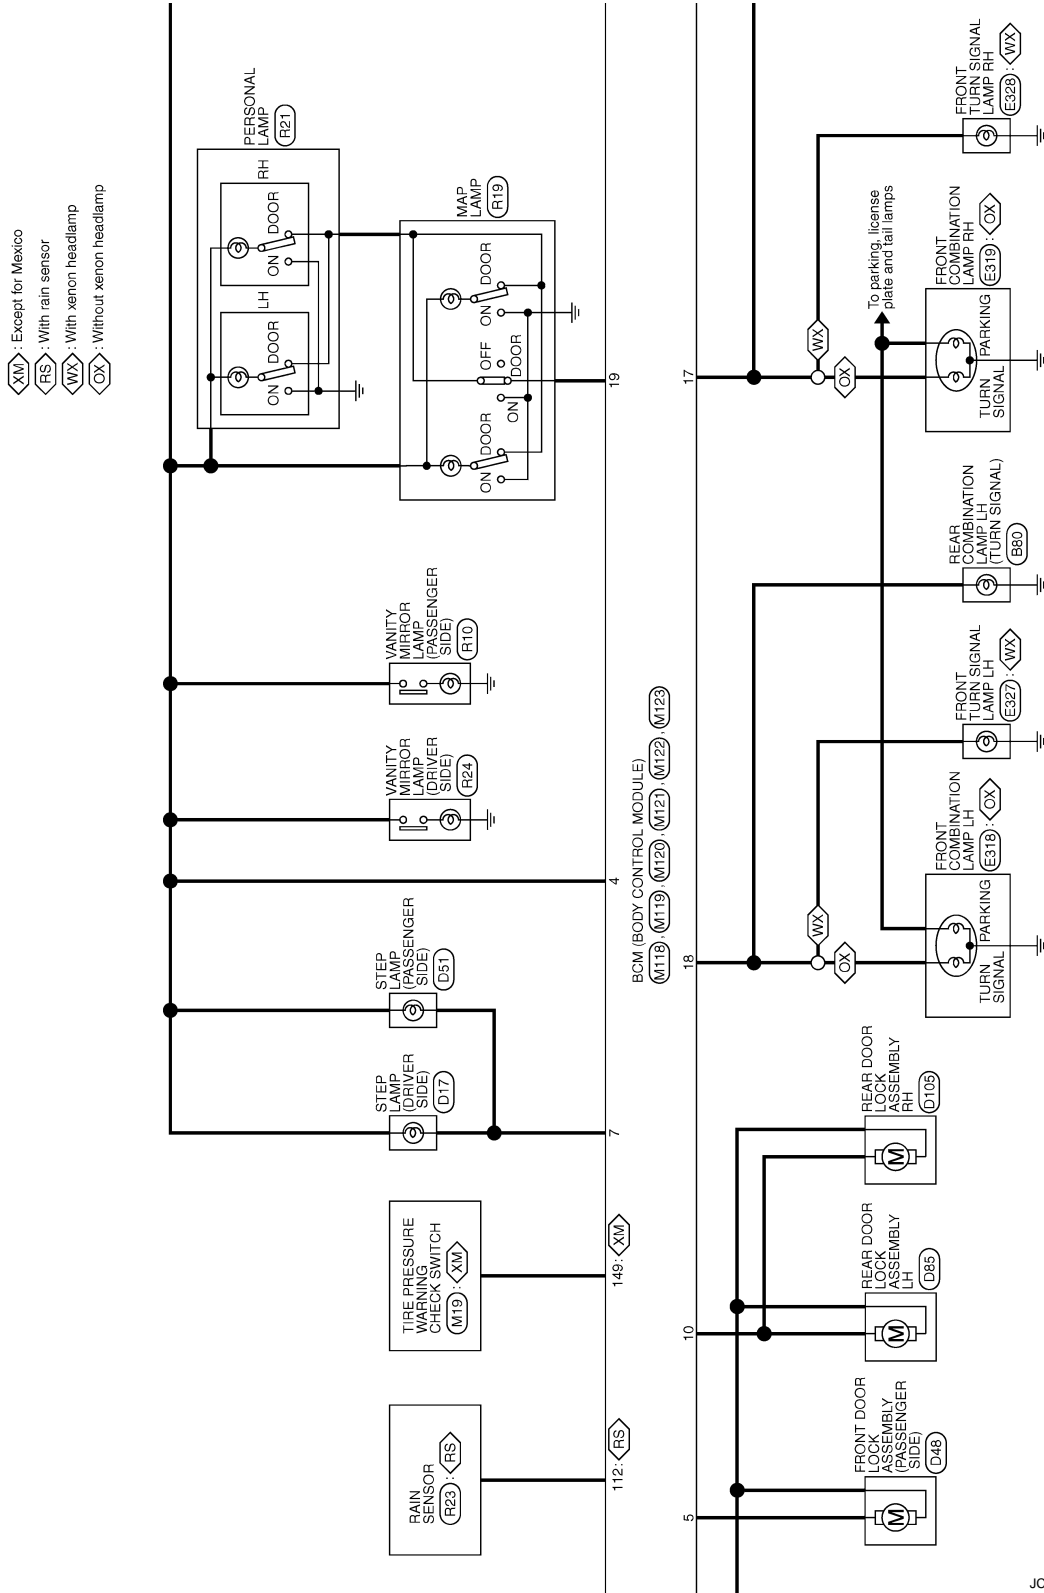 XM : Except for Mexico
RS : With rain sensor
WX : With xenon headlamp
OX : Without xenon headlamp
RAIN
SENSOR
R23 : RS
TIRE PRESSURE
WARNING
CHECK SWITCH
M19 : XM
STEP
LAMP
(DRIVER
SIDE)
D17
STEP
LAMP
(PASSENGER
SIDE)
D51
VANITY
MIRROR
LAMP
(DRIVER
SIDE)
R24
VANITY
MIRROR
LAMP
(PASSENGER
SIDE)
R10
PERSONAL
LAMP
R21
LH
ON
DOOR
RH
ON
DOOR
MAP
LAMP
R19
ON
DOOR
ON
OFF
DOOR
ON
DOOR
112: RS
149: XM
7
4
19
BCM (BODY CONTROL MODULE)
M118 , M119 , M120 , M121 , M122 , M123
5
10
18
17
FRONT DOOR
LOCK
ASSEMBLY
(PASSENGER
SIDE)
D48
M
REAR DOOR
LOCK
ASSEMBLY
LH
D85
M
REAR DOOR
LOCK
ASSEMBLY
RH
D105
M
WX
OX
FRONT
COMBINATION
LAMP LH
E318 : OX
TURN
SIGNAL
PARKING
FRONT
TURN SIGNAL
LAMP LH
E327 : WX
REAR
COMBINATION
LAMP LH
(TURN SIGNAL)
B80
WX
OX
To parking, license
plate and tail lamps
FRONT
COMBINATION
LAMP RH
E319 : OX
TURN
SIGNAL
PARKING
FRONT
TURN SIGNAL
LAMP RH
E328 : WX